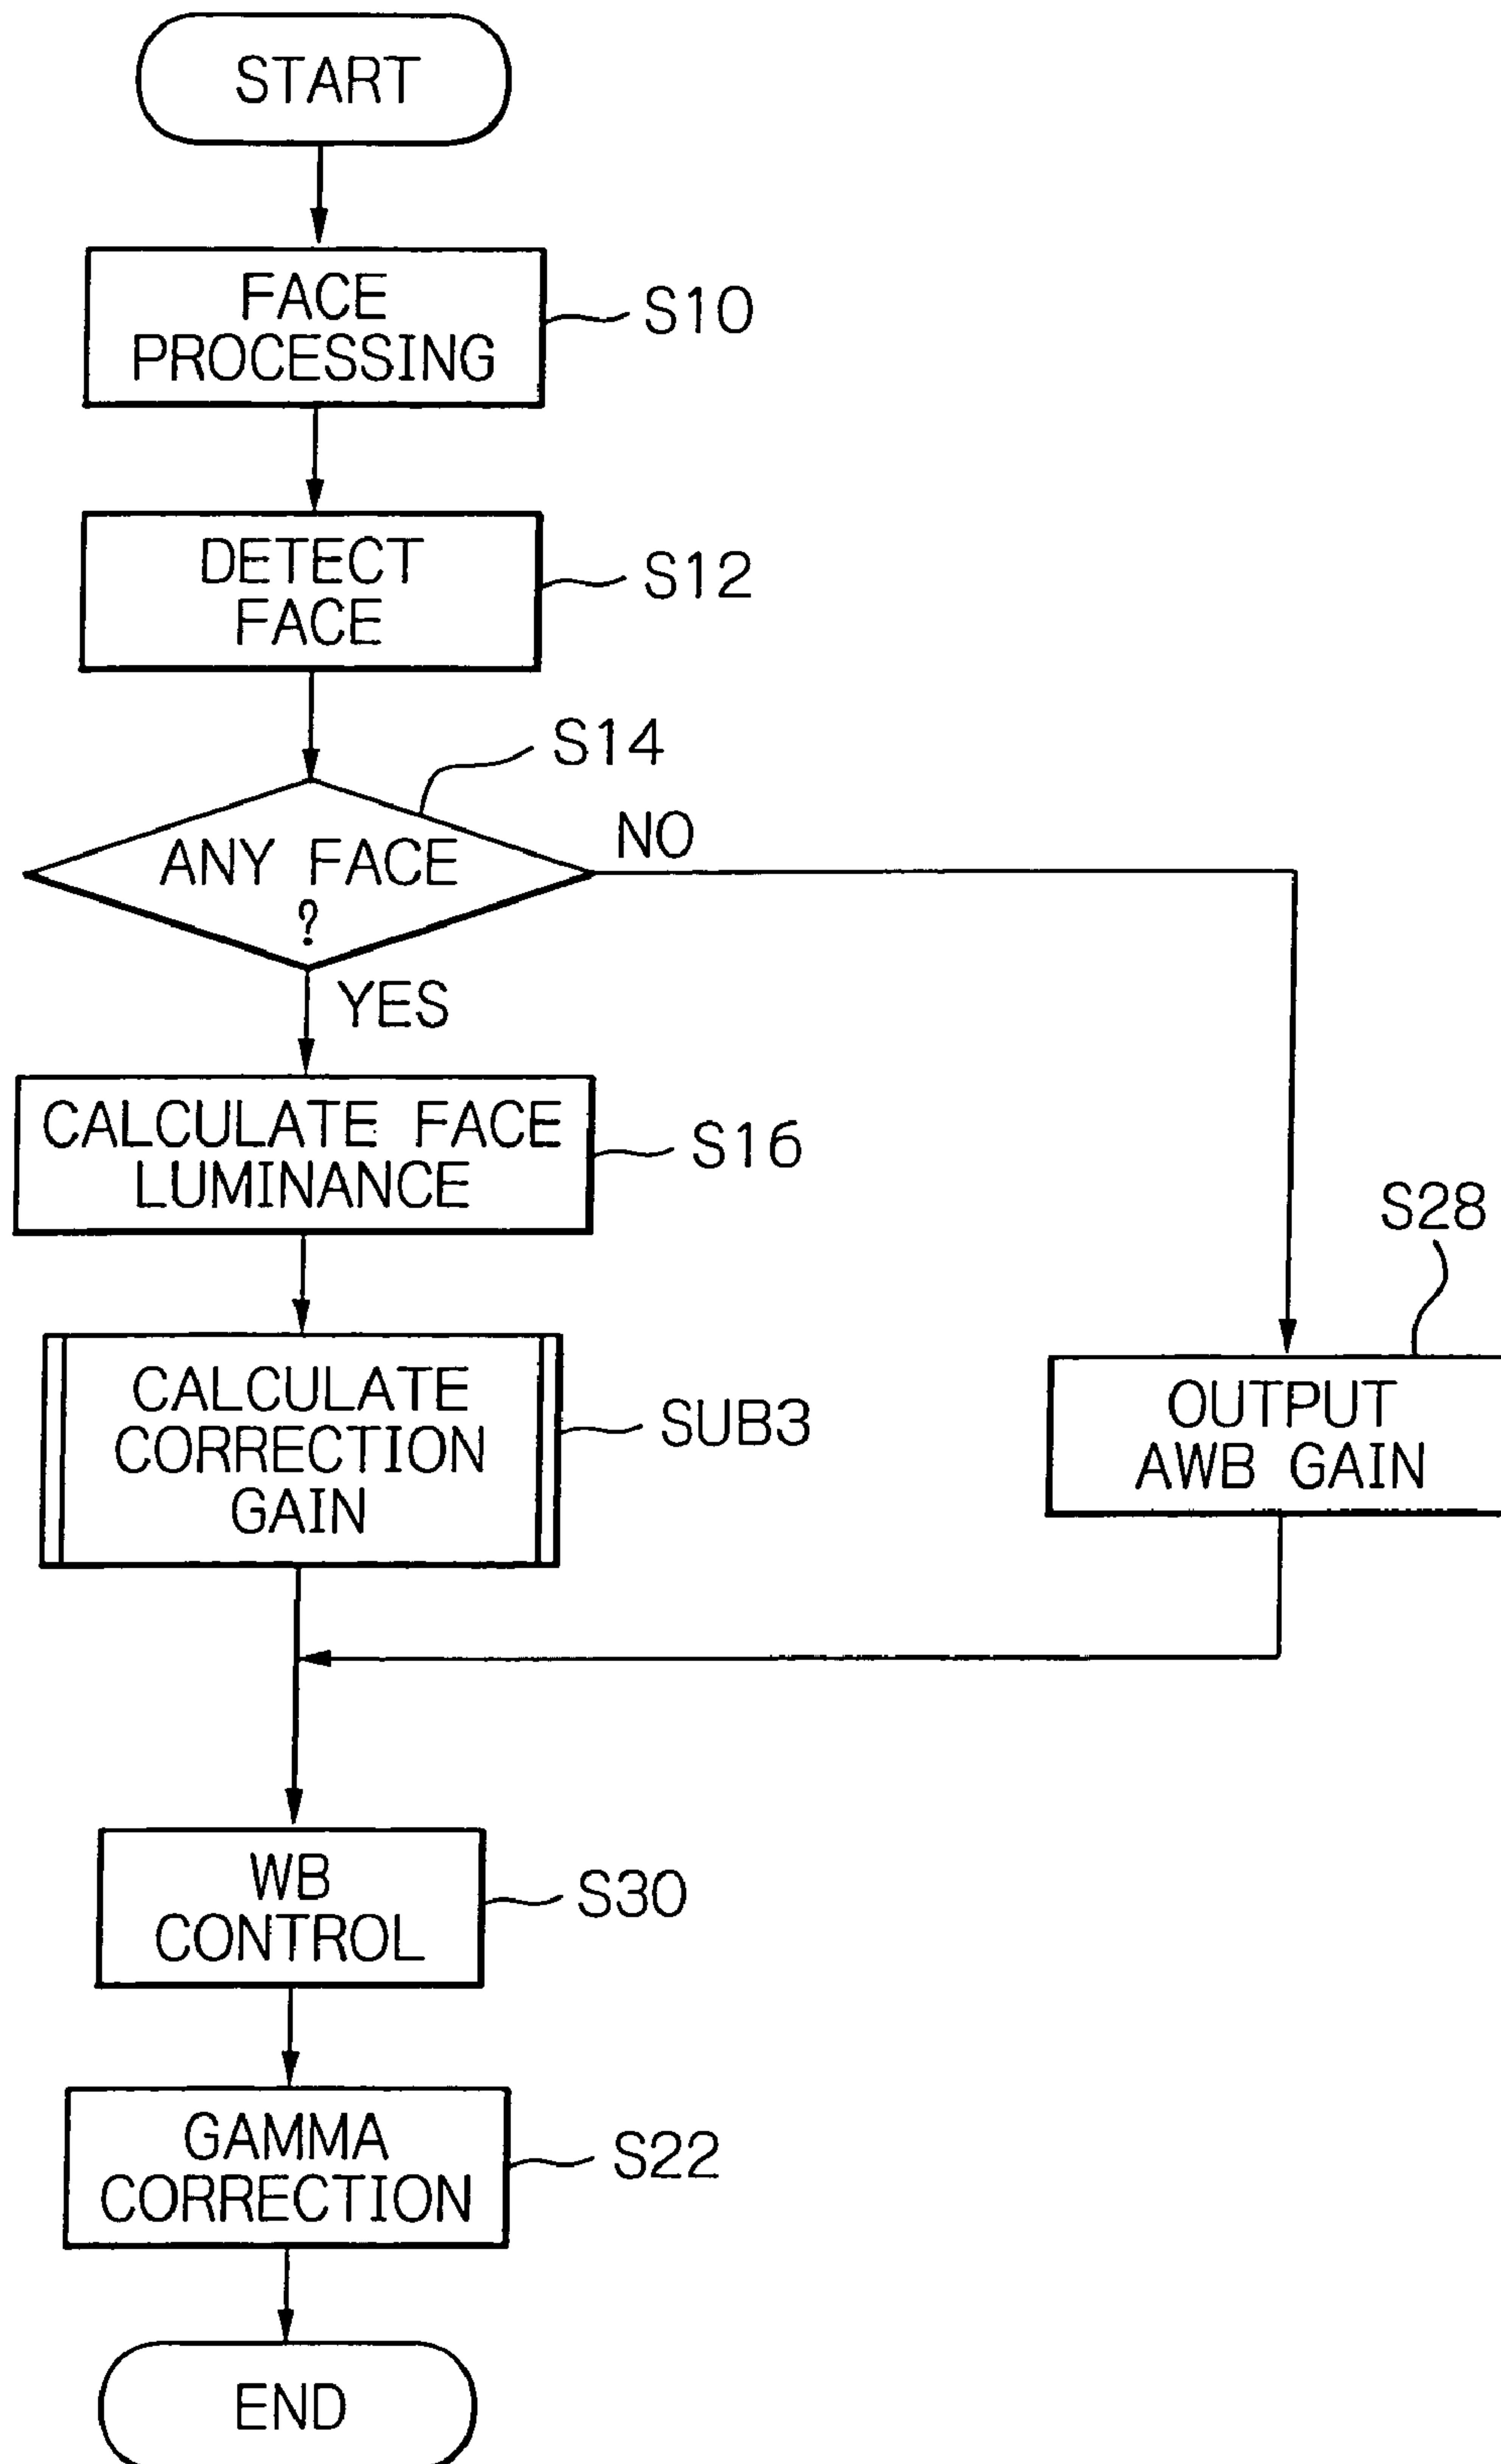 START
FACE
PROCESSING
S10
DETECT
FACE
S12
S14
ANY FACE
?
NO
YES
CALCULATE FACE
LUMINANCE
S16
S28
CALCULATE
CORRECTION
GAIN
SUB3
OUTPUT
AWB GAIN
WB
CONTROL
S30
GAMMA
CORRECTION
S22
END